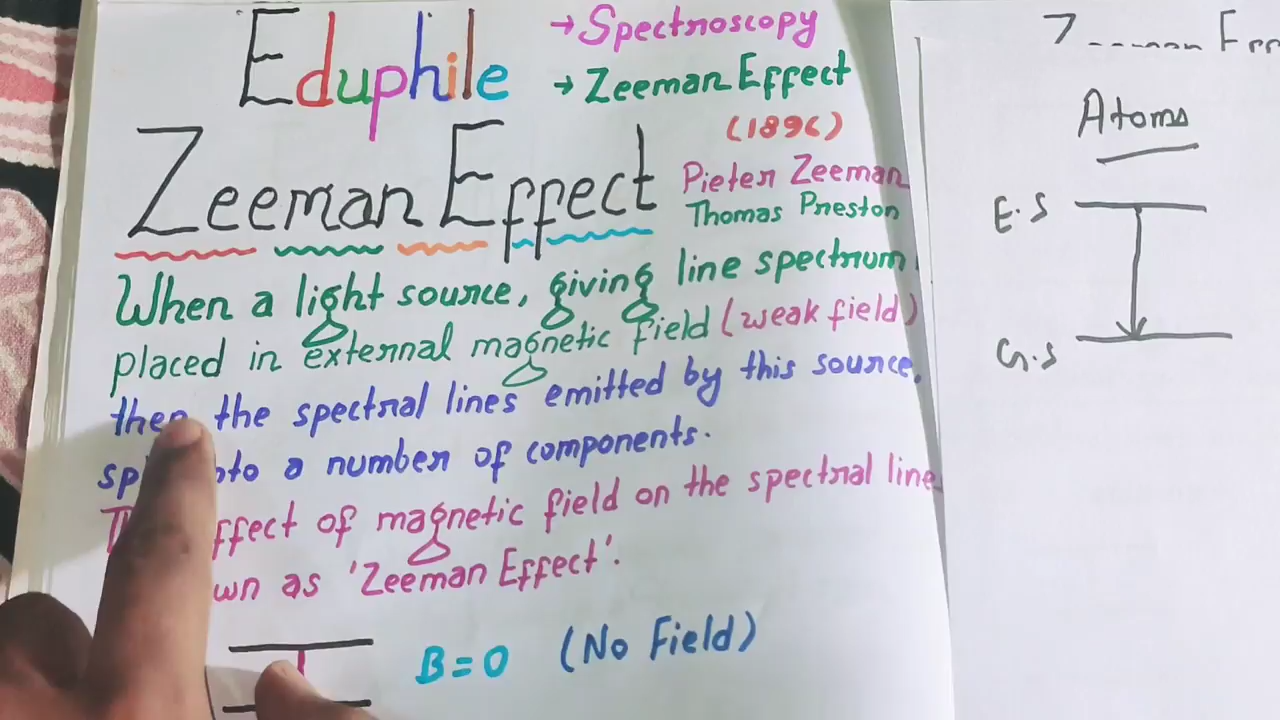 Eduphile
→ Spectroscopy
→ Zeeman Effect
(1896)
Zeeman Effect
Pieter Zeeman
Thomas Preston
When a light source, giving line spectrum
placed in external magnetic field (weak field)
then the spectral lines emitted by this source,
a number of components.
of magnetic field on the spectral line
as 'Zeeman Effect'.
B=0 (No Field)
Zeeman
Atoms
E.S
G.S